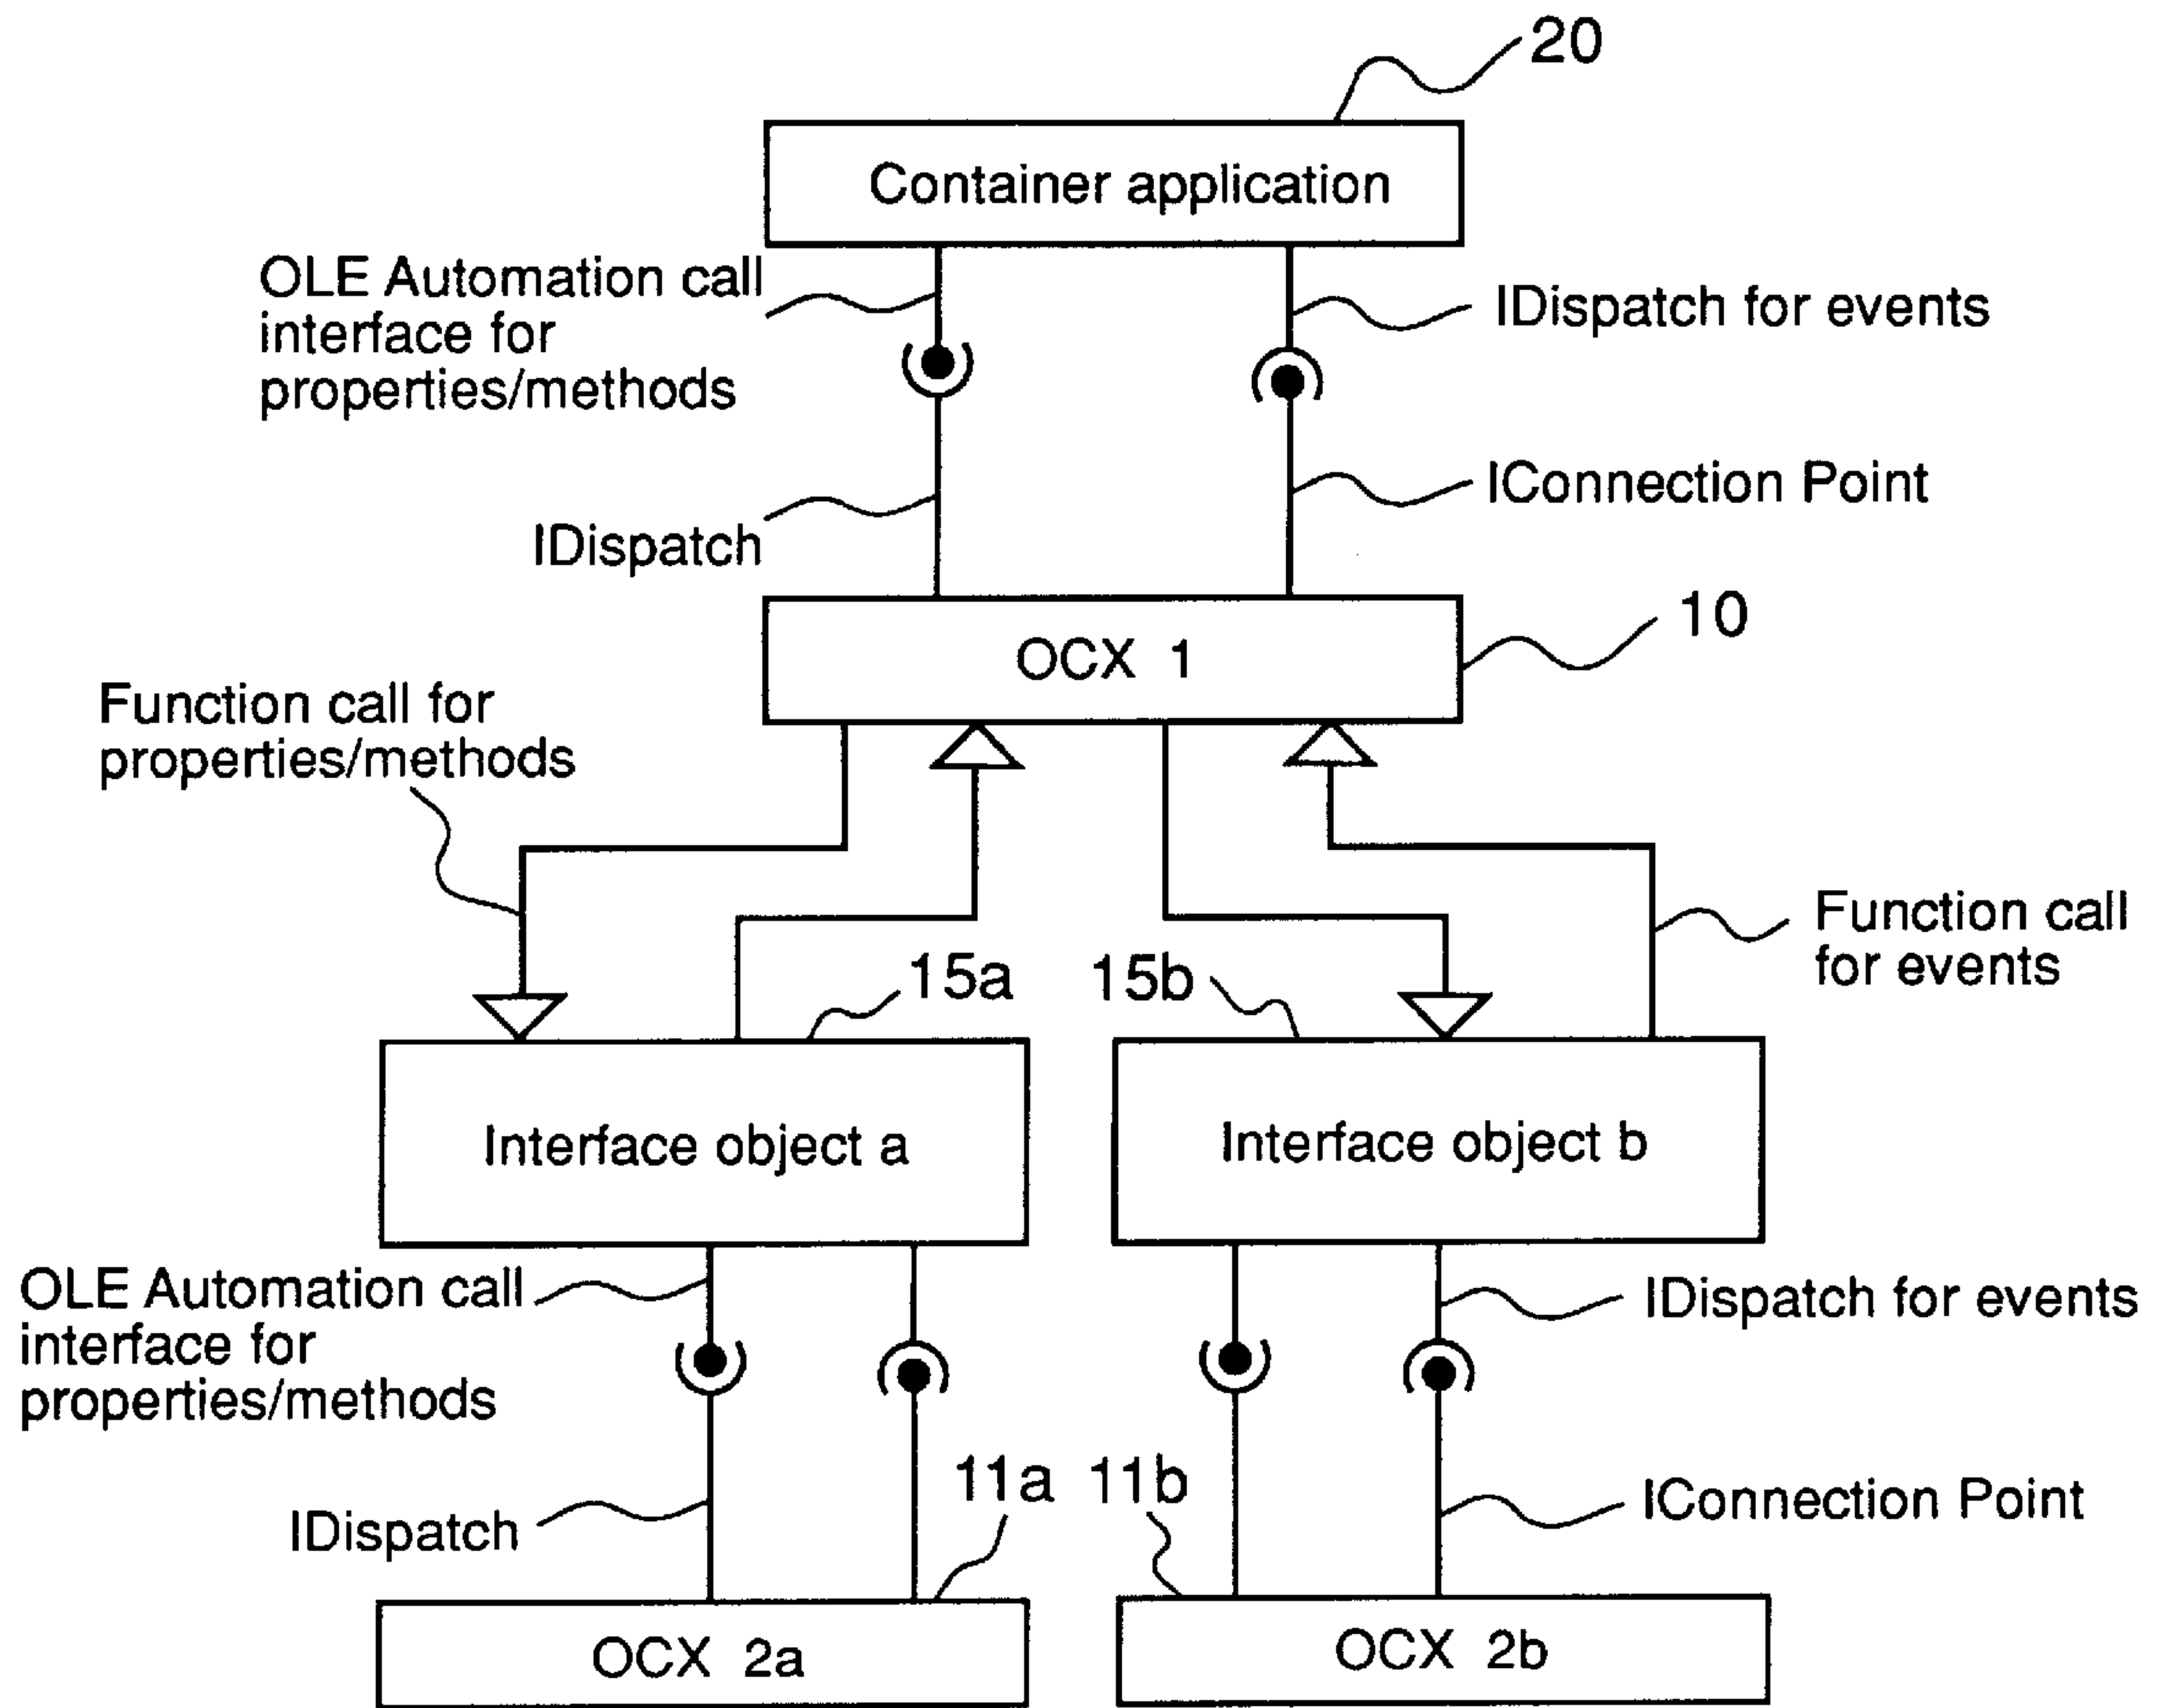 20
Container application
OLE Automation call
interface for
properties/methods
IDispatch for events
IConnection Point
IDispatch
10
OCX 1
Function call for
properties/methods
Function call
for events
15a
15b
Interface object a
Interface object b
OLE Automation call
interface for
properties/methods
IDispatch for events
11a
11b
IConnection Point
IDispatch
OCX 2a
OCX 2b